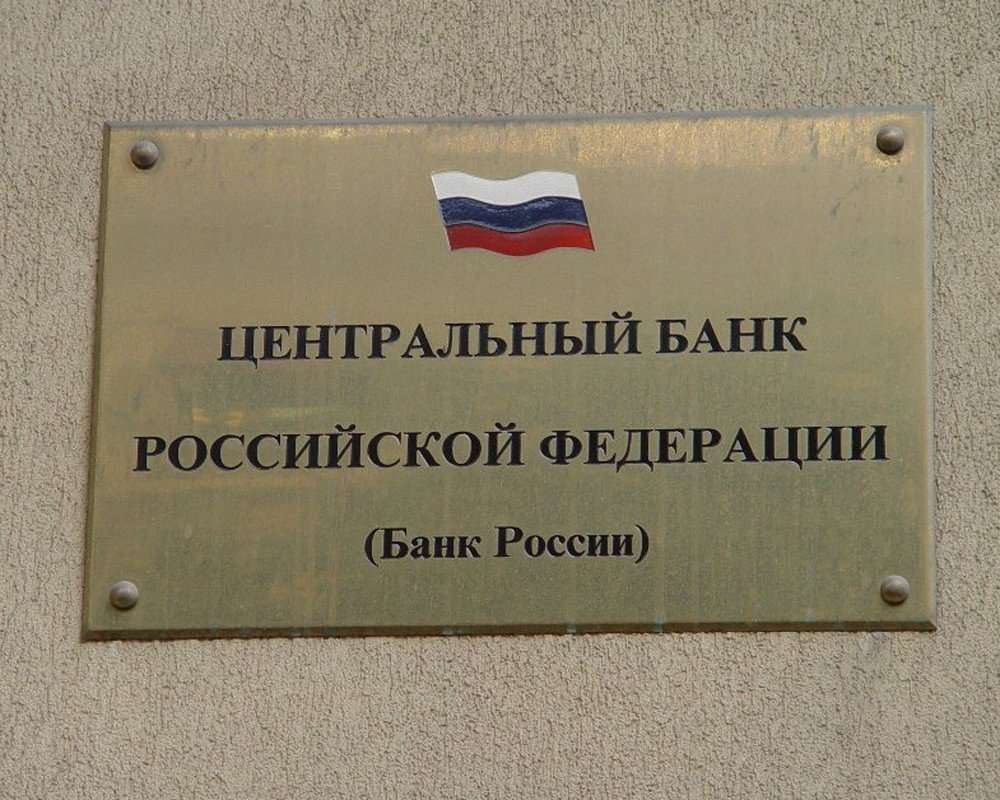 ЦЕНТРАЛЬНЫЙ БАНК
РОССИЙСКОЙ ФЕДЕРАЦИИ
(Банк России)